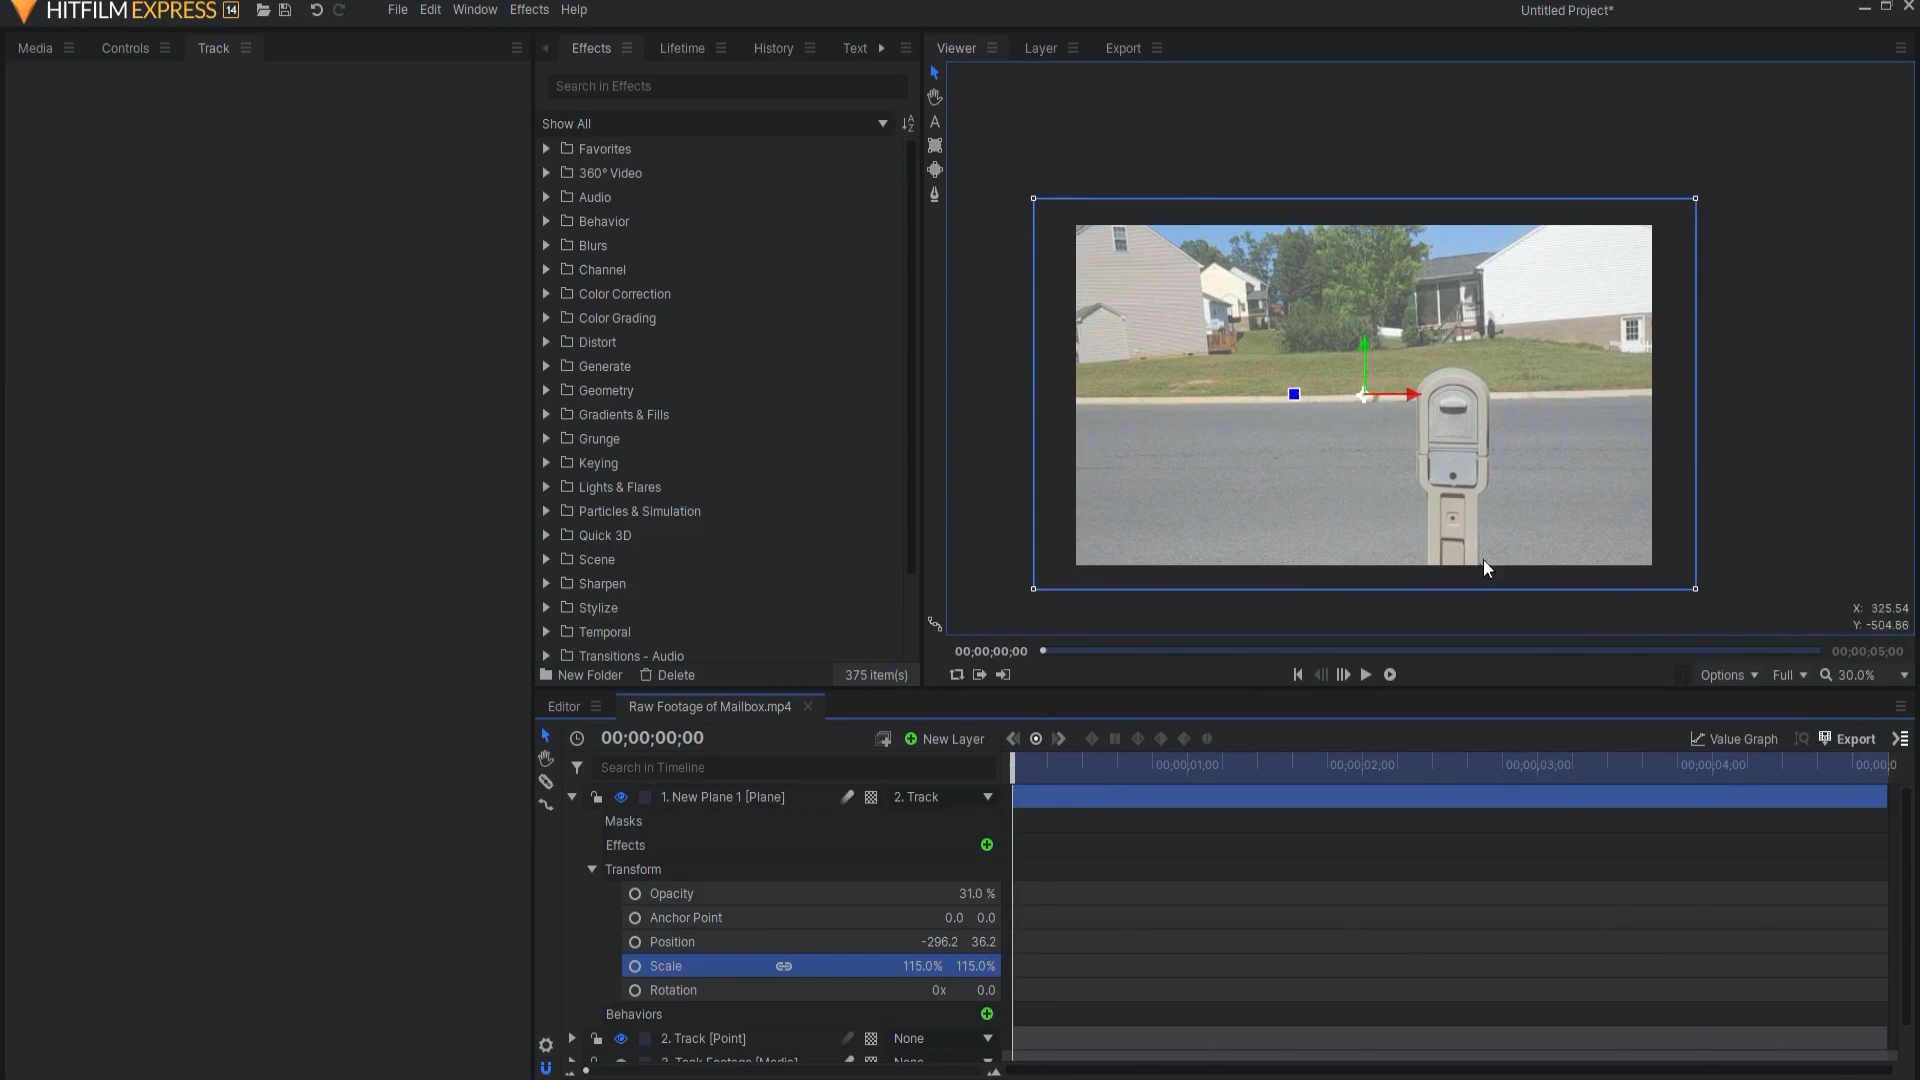 HITFILM EXPRESS 14
File Edit Window Effects Help
Untitled Project*
Media Controls Track
Effects Lifetime History Text
Viewer Layer Export
Search in Effects
Show All
Favorites
360° Video
Audio
Behavior
Blurs
Channel
Color Correction
Color Grading
Distort
Generate
Geometry
Gradients & Fills
Grunge
Keying
Lights & Flares
Particles & Simulation
Quick 3D
Scene
Sharpen
Stylize
Temporal
Transitions - Audio
New Folder Delete 375 item(s)
A
X: 325.54
Y: -504.86
00;00;00;00 00;00;05;00
Options Full 30.0%
Editor Raw Footage of Mailbox.mp4
00;00;00;00 New Layer Value Graph Export
Search in Timeline
00;00;01;00 00;00;02;00 00;00;03;00 00;00;04;00 00;00;0
1. New Plane 1 [Plane] 2. Track
Masks
Effects
Transform
Opacity 31.0 %
Anchor Point 0.0 0.0
Position -296.2 36.2
Scale 115.0% 115.0%
Rotation 0x 0.0
Behaviors
2. Track [Point] None